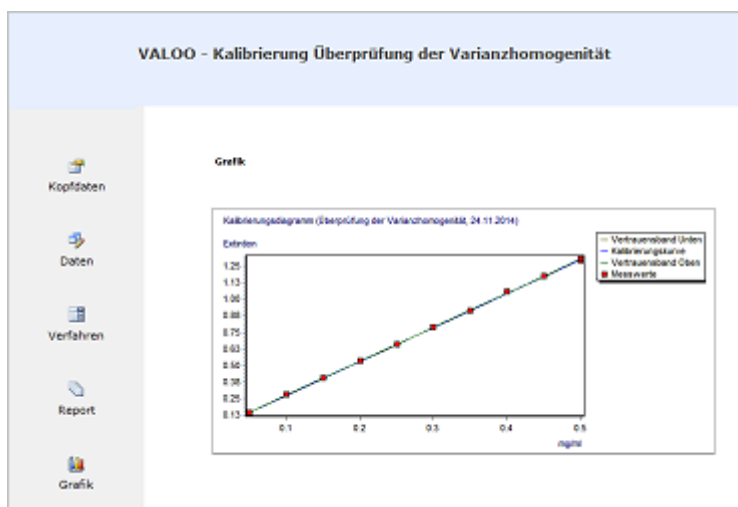 VALOO - Kalibrierung Überprüfung der Varianzhomogenität
Kopfdaten
Daten
Verfahren
Report
Grafik
Grafik
Kalibrierungsdiagramm (Überprüfung der Varianzhomogenität, 24.11.2014)
Extintion
1.25
1.13
1.00
0.88
0.75
0.63
0.50
0.38
0.25
0.13
0.1
0.2
0.3
0.4
0.5
mg/ml
Vertrauensband Unten
Kalibrierungskurve
Vertrauensband Oben
Messwerte